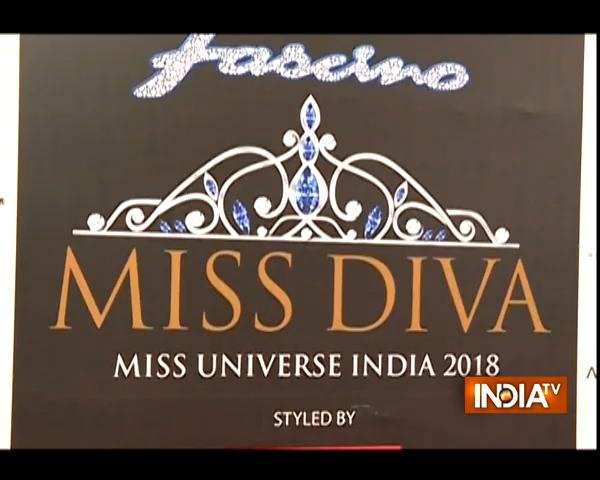 fascino
MISS DIVA
MISS UNIVERSE INDIA 2018
INDIA TV
STYLED BY